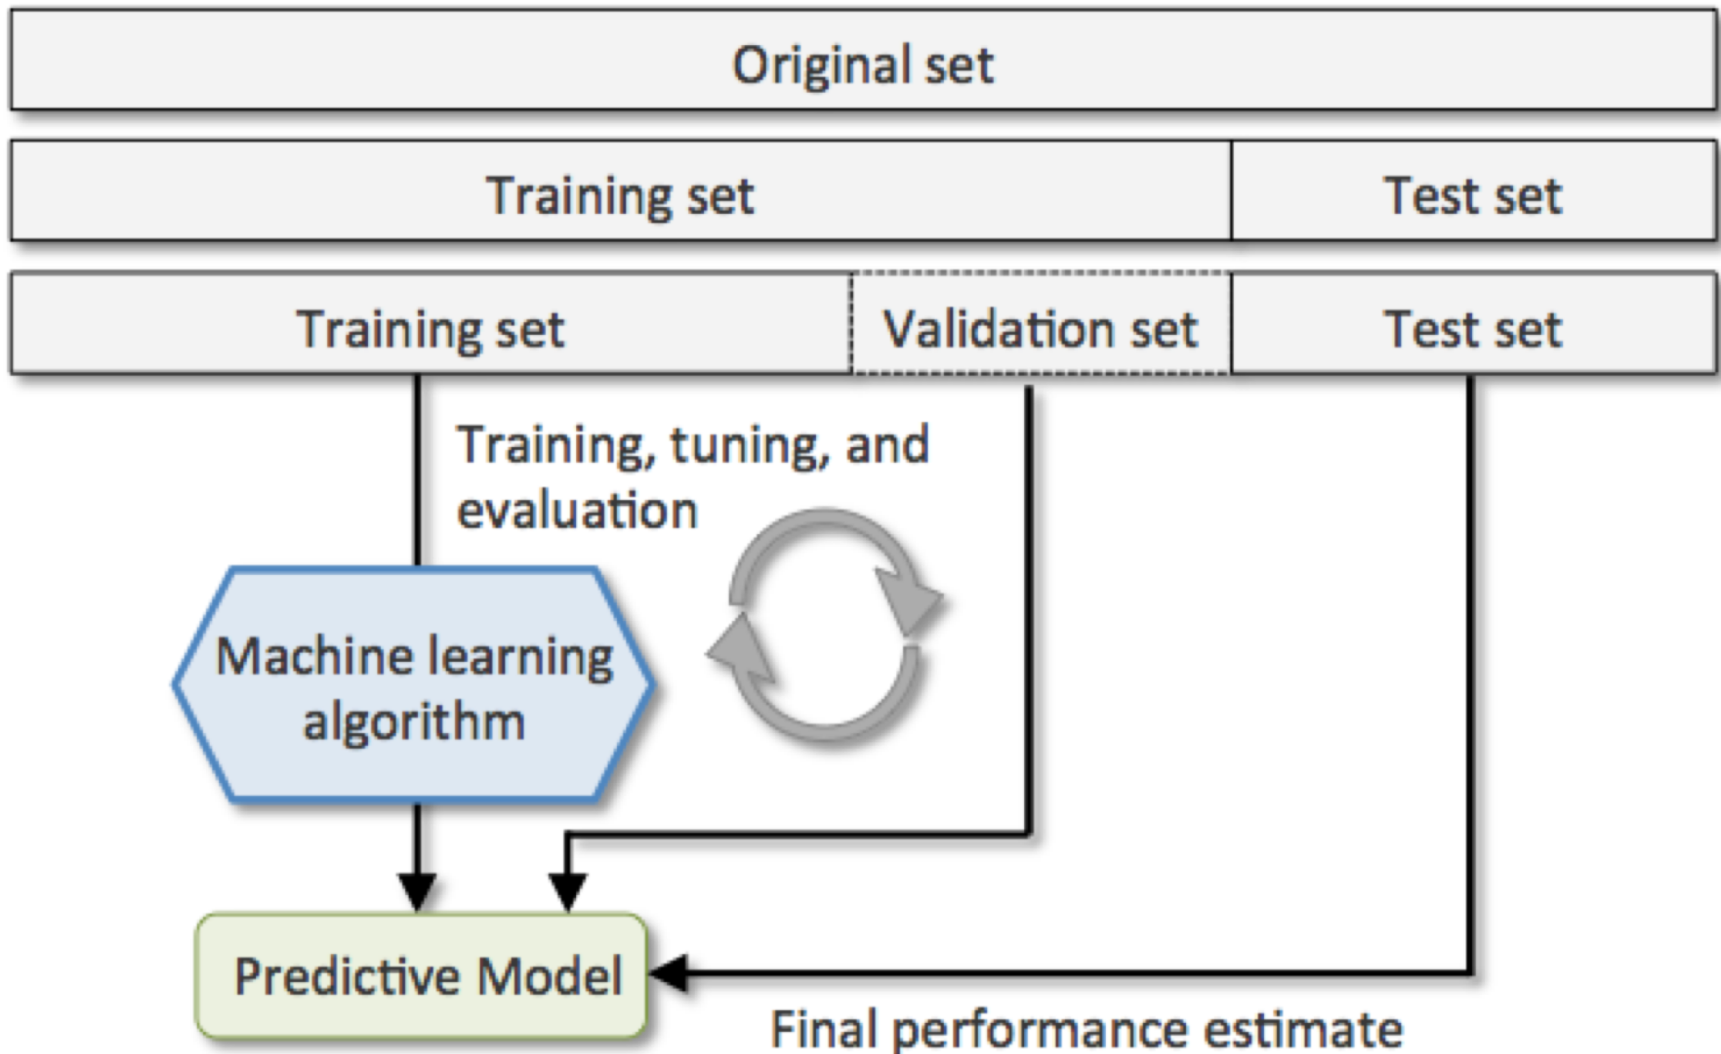 Original set
Training set
Test set
Training set
Validation set
Test set
Training, tuning, and
evaluation
Machine learning
algorithm
Predictive Model
Final performance estimate